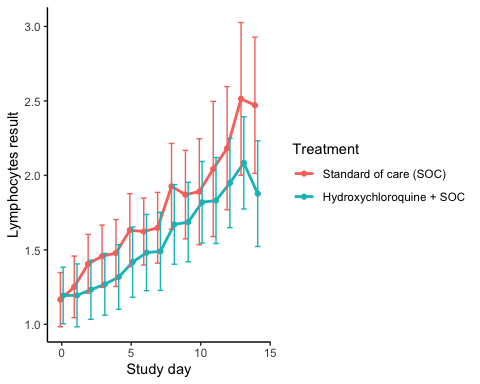 3.0
2.5
2.0
1.5
1.0
Lymphocytes result
0 5 10 15
Study day
Treatment
Standard of care (SOC)
Hydroxychloroquine + SOC